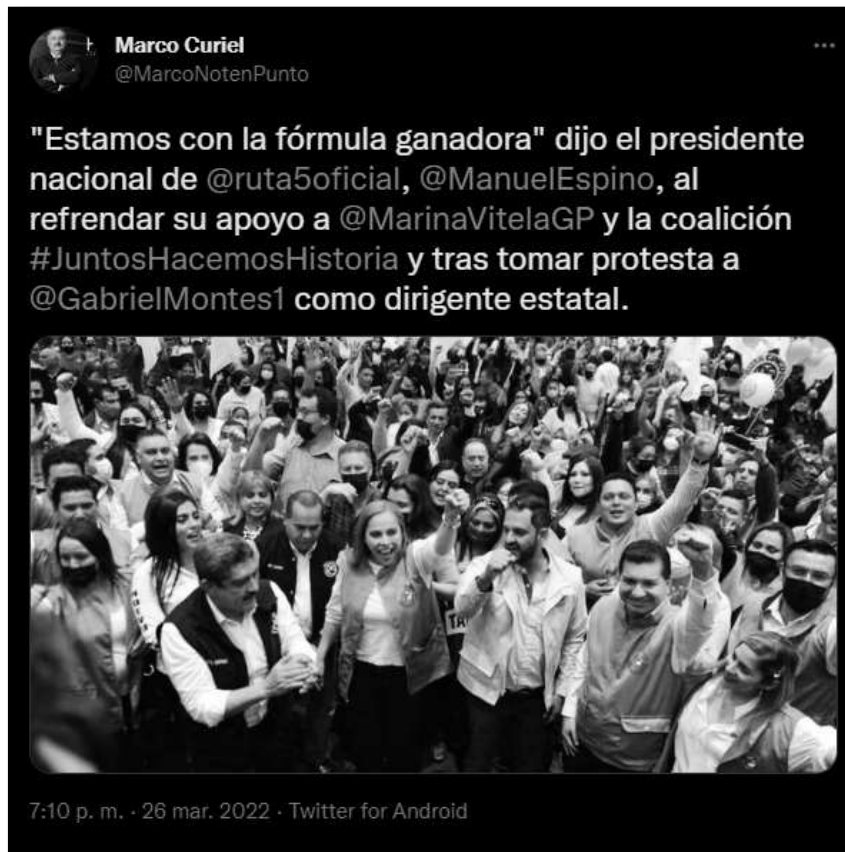 Marco Curiel
@MarcoNotenPunto
"Estamos con la fórmula ganadora" dijo el presidente
nacional de @ruta5oficial, @ManuelEspino, al
refrendar su apoyo a @MarinaVitelaGP y la coalición
#JuntosHacemosHistoria y tras tomar protesta a
@GabrielMontes1 como dirigente estatal.
7:10 p. m. · 26 mar. 2022 · Twitter for Android